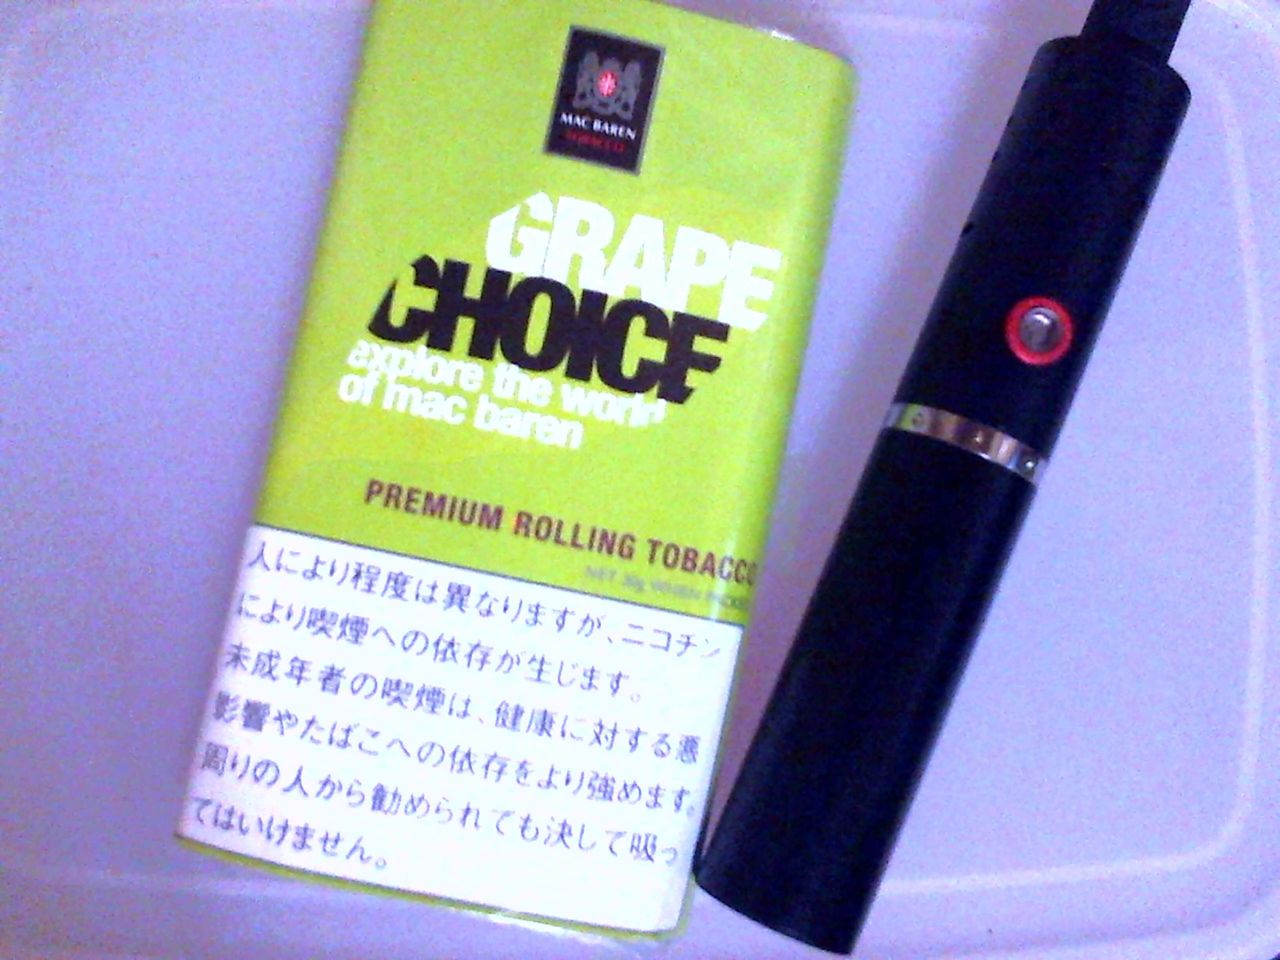 MAC BAREN
TOBACCO
GRAPE
CHOICE
explore the world
of mac baren
PREMIUM ROLLING TOBACCO
NET 30g WHEN PACKED
人により程度は異なりますが、ニコチン
により喫煙への依存が生じます。
未成年者の喫煙は、健康に対する悪
影響やたばこへの依存をより強めます。
周りの人から勧められても決して吸っ
てはいけません。